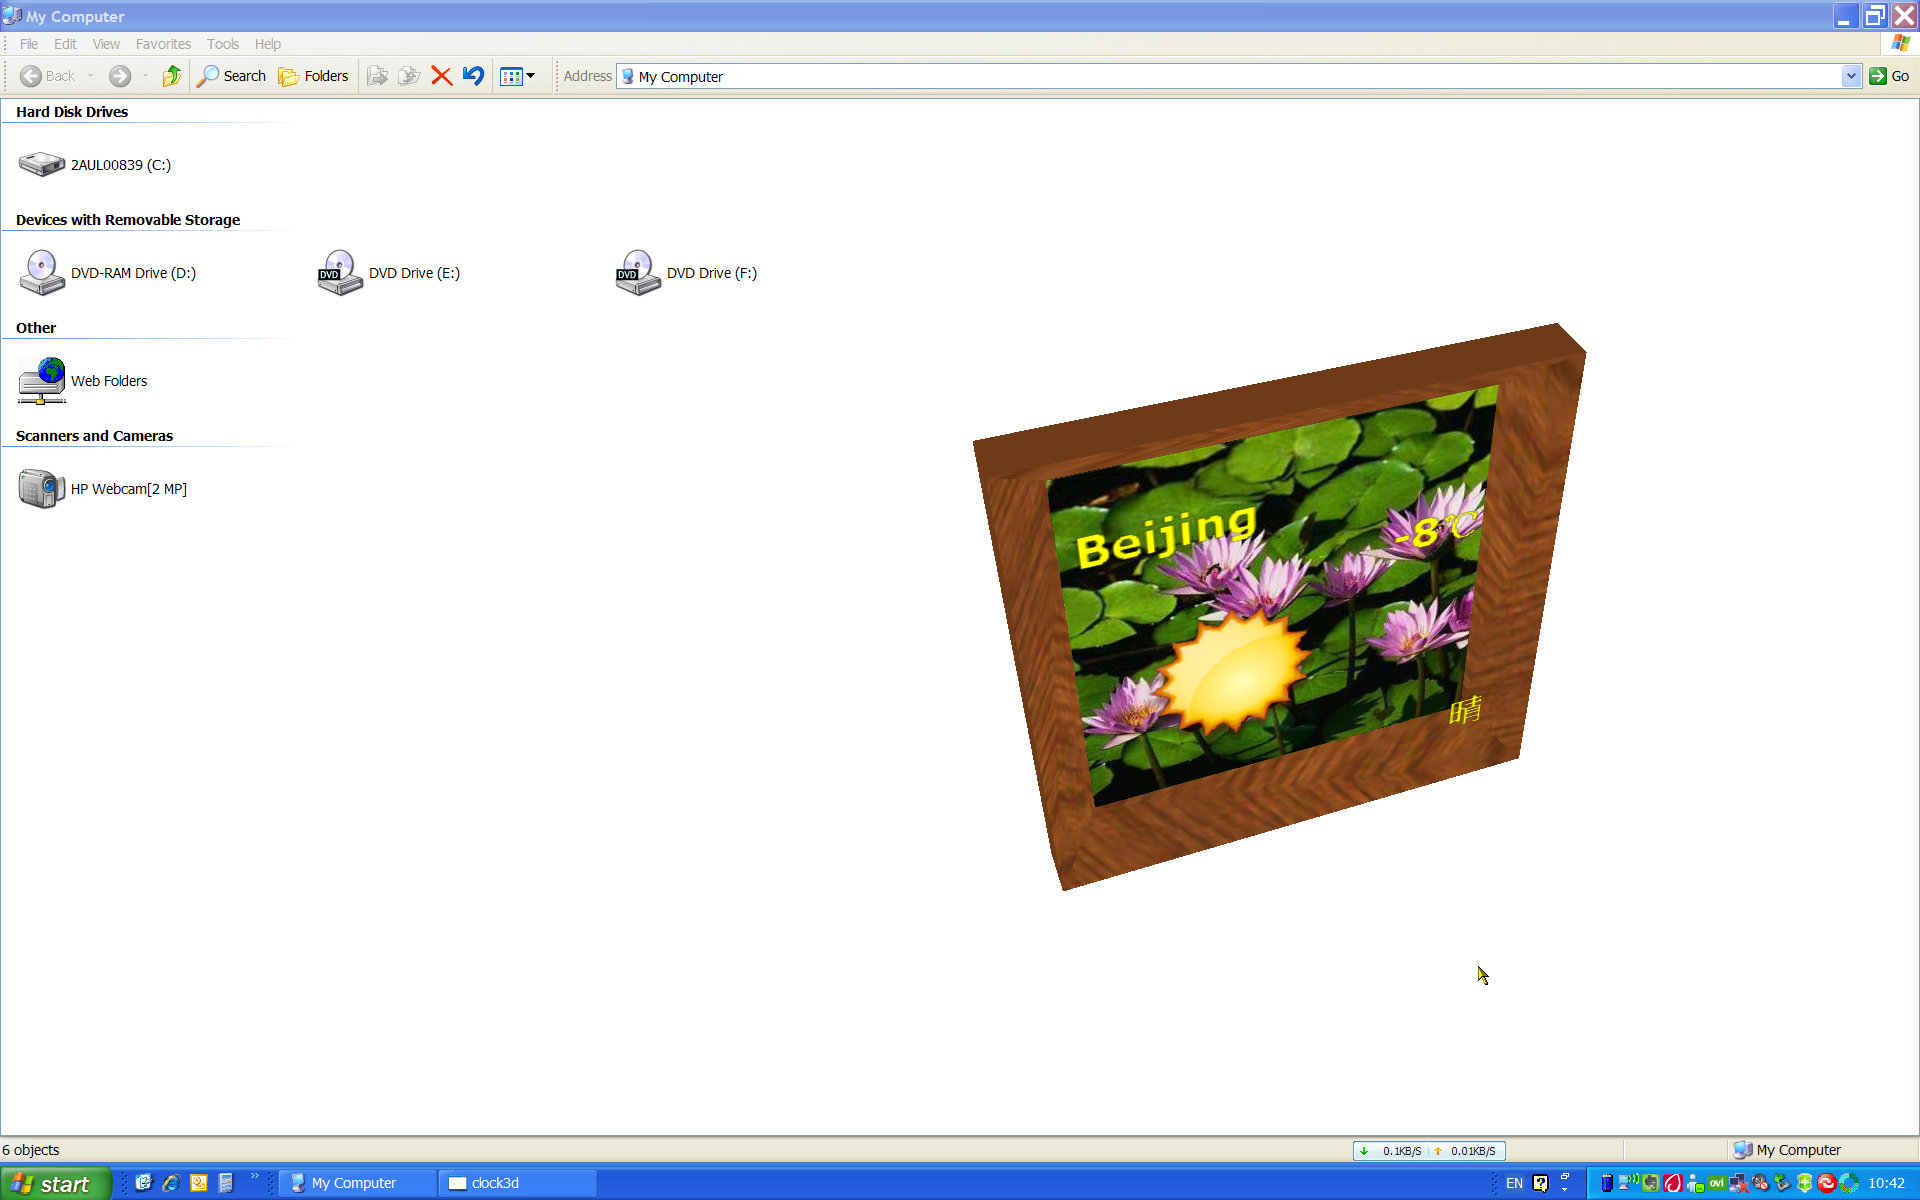 My Computer
File Edit View Favorites Tools Help
Back Search Folders Address My Computer Go
Hard Disk Drives
2AUL00839 (C:)
Devices with Removable Storage
DVD-RAM Drive (D:) DVD DVD Drive (E:) DVD DVD Drive (F:)
Other
Web Folders
Scanners and Cameras
HP Webcam[2 MP]
Beijing -8°C
晴
6 objects 0.1KB/S 0.01KB/S My Computer
start My Computer clock3d EN ovi 10:42